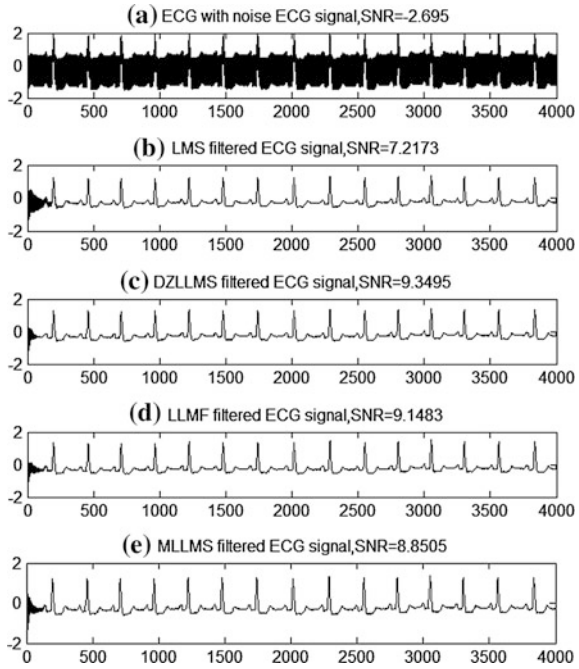 (a) ECG with noise ECG signal,SNR=-2.695
2
0
-2
0 500 1000 1500 2000 2500 3000 3500 4000
(b) LMS filtered ECG signal,SNR=7.2173
2
0
-2
0 500 1000 1500 2000 2500 3000 3500 4000
(c) DZLLMS filtered ECG signal,SNR=9.3495
2
0
-2
0 500 1000 1500 2000 2500 3000 3500 4000
(d) LLMF filtered ECG signal,SNR=9.1483
2
0
-2
0 500 1000 1500 2000 2500 3000 3500 4000
(e) MLLMS filtered ECG signal,SNR=8.8505
2
0
-2
0 500 1000 1500 2000 2500 3000 3500 4000